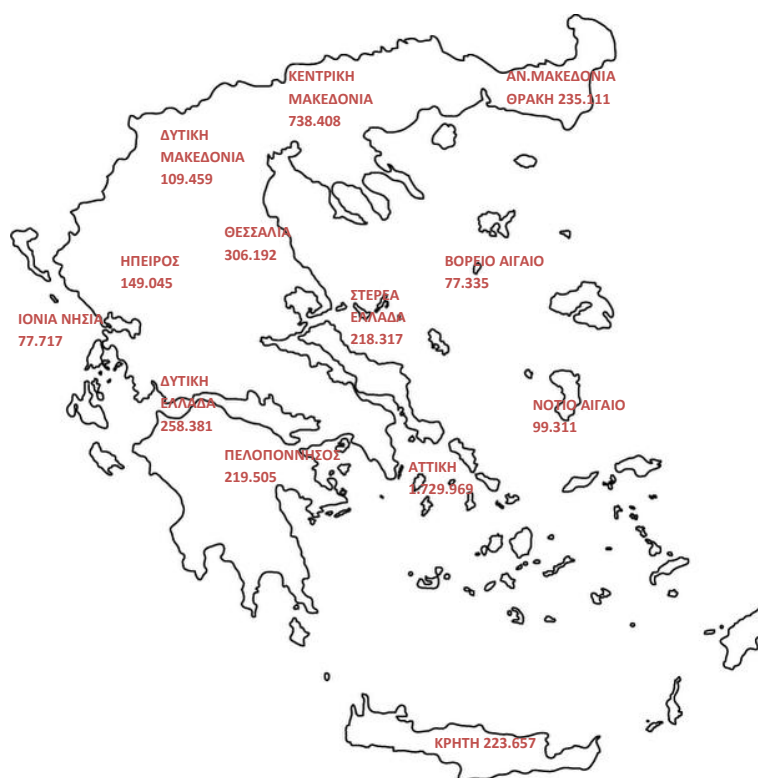 ΚΕΝΤΡΙΚΗ
ΜΑΚΕΔΟΝΙΑ
738.408
ΑΝ.ΜΑΚΕΔΟΝΙΑ
ΘΡΑΚΗ 235.111
ΔΥΤΙΚΗ
ΜΑΚΕΔΟΝΙΑ
109.459
ΘΕΣΣΑΛΙΑ
306.192
ΗΠΕΙΡΟΣ
149.045
ΒΟΡΕΙΟ ΑΙΓΑΙΟ
77.335
ΣΤΕΡΕΑ
ΕΛΛΑΔΑ
218.317
ΙΟΝΙΑ ΝΗΣΙΑ
77.717
ΔΥΤΙΚΗ
ΕΛΛΑΔΑ
258.381
ΝΟΤΙΟ ΑΙΓΑΙΟ
99.311
ΠΕΛΟΠΟΝΝΗΣΟΣ
219.505
ΑΤΤΙΚΗ
1.729.969
ΚΡΗΤΗ 223.657